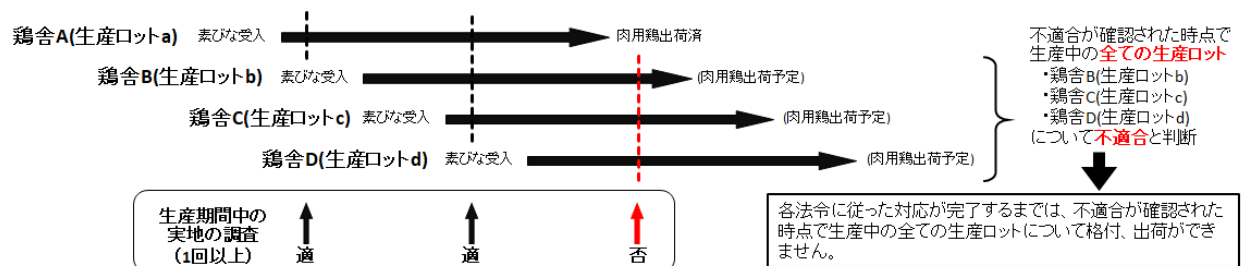 鶏舎A(生産ロットa) 素びな受入 肉用鶏出荷済
鶏舎B(生産ロットb) 素びな受入 (肉用鶏出荷予定)
鶏舎C(生産ロットc) 素びな受入 (肉用鶏出荷予定)
鶏舎D(生産ロットd) 素びな受入 (肉用鶏出荷予定)
不適合が確認された時点で
生産中の全ての生産ロット
・鶏舎B(生産ロットb)
・鶏舎C(生産ロットc)
・鶏舎D(生産ロットd)
について不適合と判断
生産期間中の
実地の調査
(1回以上)
適 適 否
各法令に従った対応が完了するまでは、不適合が確認された
時点で生産中の全ての生産ロットについて格付、出荷ができ
ません。